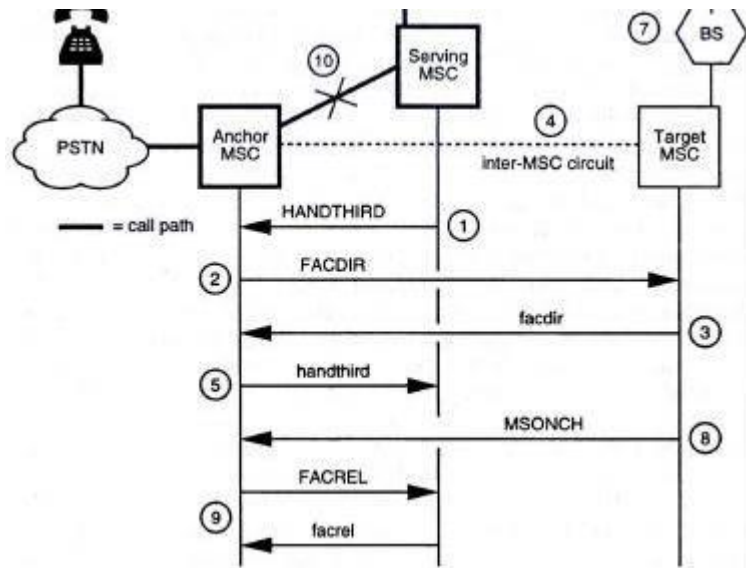 7
BS
10
Serving
MSC
4
PSTN
Anchor
MSC
Target
MSC
inter-MSC circuit
= call path
HANDTHIRD
1
2
FACDIR
facdir
3
5
handthird
MSONCH
8
FACREL
9
facrel